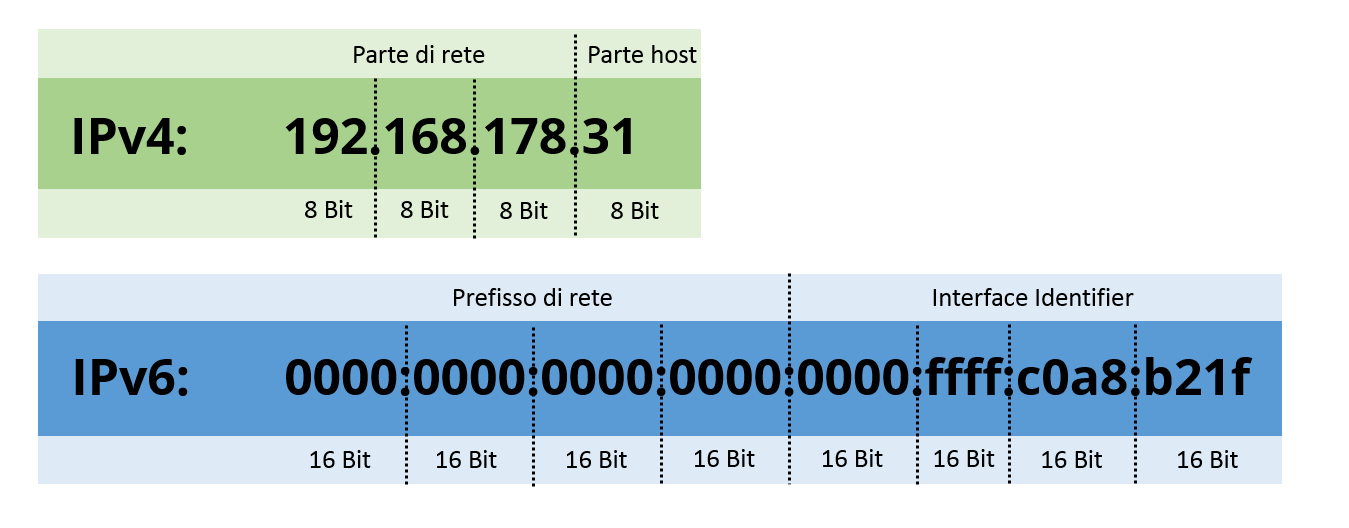 Parte di rete Parte host
IPv4: 192.168.178.31
8 Bit 8 Bit 8 Bit 8 Bit
Prefisso di rete Interface Identifier
IPv6: 0000:0000:0000:0000:0000:ffff:c0a8:b21f
16 Bit 16 Bit 16 Bit 16 Bit 16 Bit 16 Bit 16 Bit 16 Bit